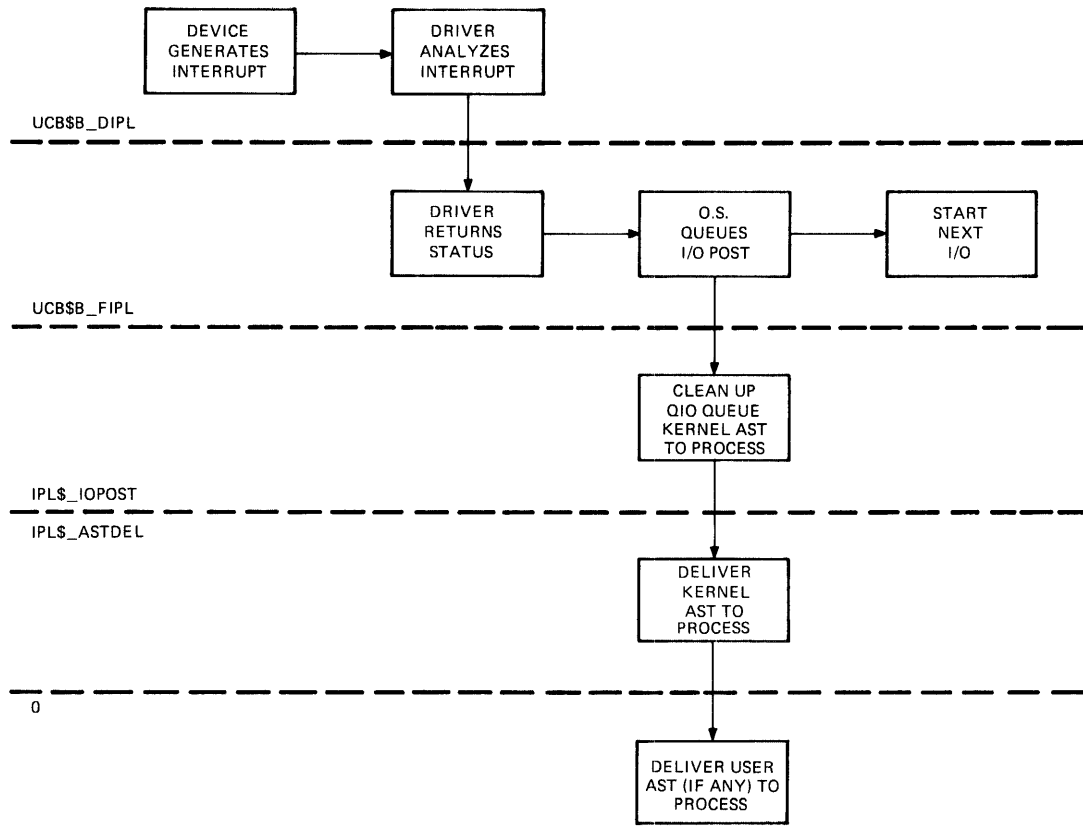 DEVICE
GENERATES
INTERRUPT
DRIVER
ANALYZES
INTERRUPT
UCB$B_DIPL
DRIVER
RETURNS
STATUS
O.S.
QUEUES
I/O POST
START
NEXT
I/O
UCB$B_FIPL
CLEAN UP
QIO QUEUE
KERNEL AST
TO PROCESS
IPL$_IOPOST
IPL$_ASTDEL
DELIVER
KERNEL
AST TO
PROCESS
0
DELIVER USER
AST (IF ANY) TO
PROCESS